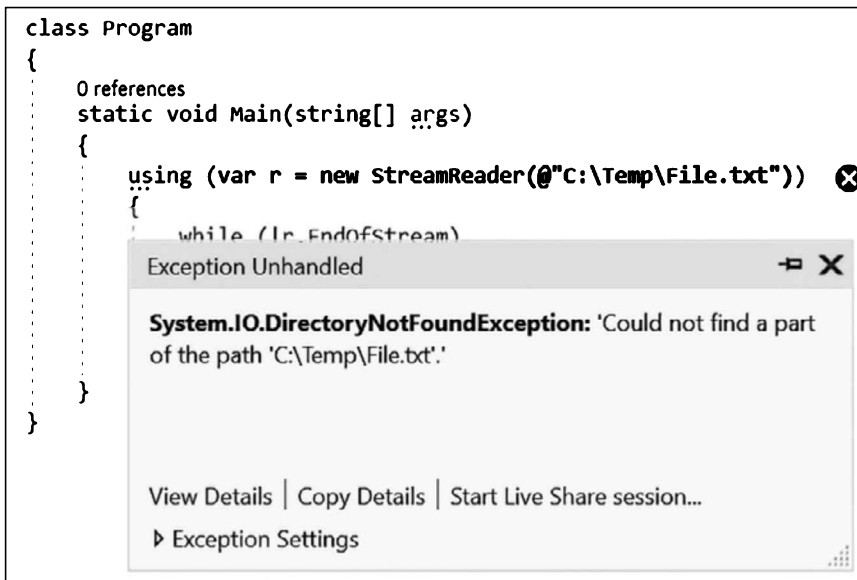 class Program
{
0 references
static void Main(string[] args)
{
using (var r = new StreamReader(@"C:\Temp\File.txt"))
{
while (!r.EndOfStream)
Exception Unhandled
System.IO.DirectoryNotFoundException: 'Could not find a part
of the path 'C:\Temp\File.txt'.'
}
}
View Details | Copy Details | Start Live Share session...
Exception Settings